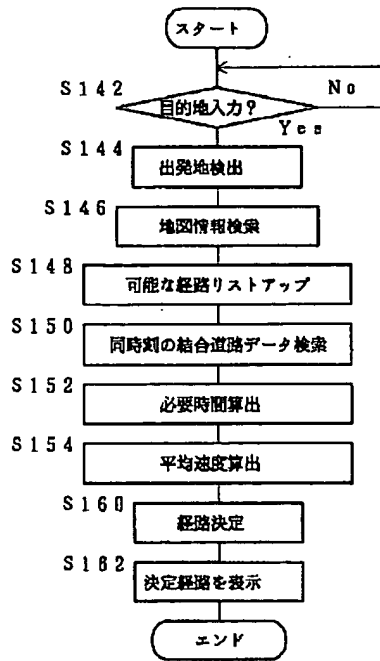 スタート
S142
目的地入力?
No
Yes
S144
出発地検出
S146
地図情報検索
S148
可能な経路リストアップ
S150
同時刻の結合道路データ検索
S152
必要時間算出
S154
平均速度算出
S160
経路決定
S162
決定経路を表示
エンド